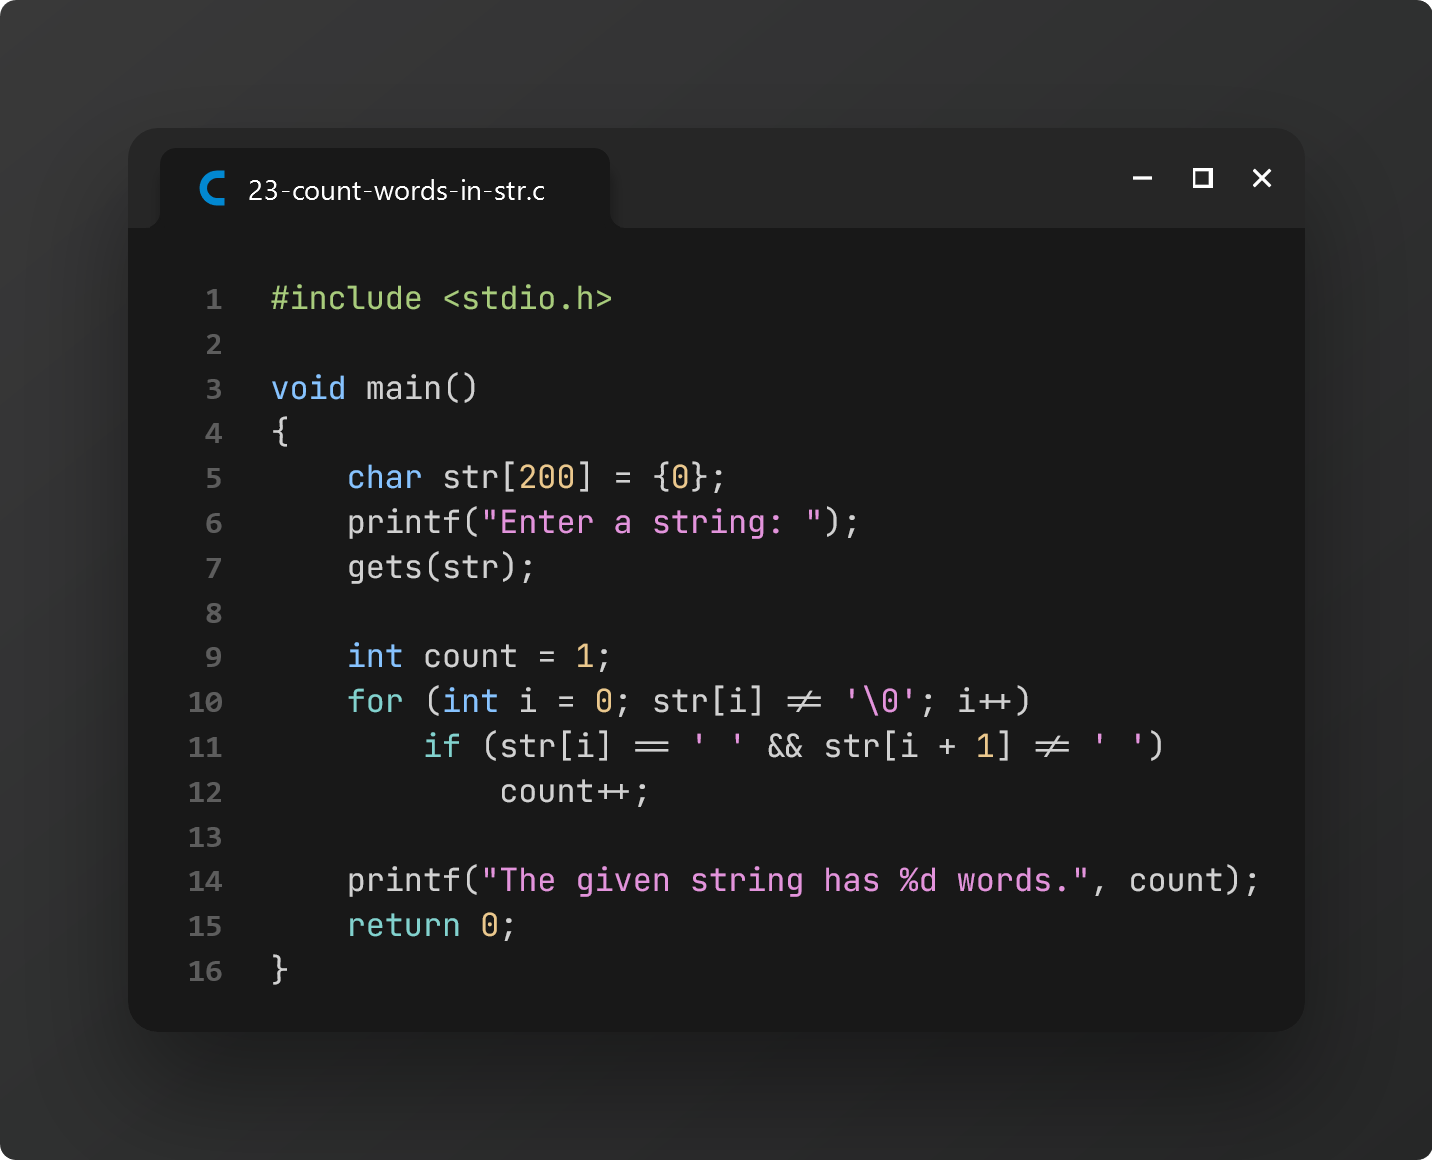 23-count-words-in-str.c
1 #include <stdio.h>
2
3 void main()
4 {
5     char str[200] = {0};
6     printf("Enter a string: ");
7     gets(str);
8
9     int count = 1;
10     for (int i = 0; str[i] != '\0'; i++)
11         if (str[i] == ' ' && str[i + 1] != ' ')
12             count++;
13
14     printf("The given string has %d words.", count);
15     return 0;
16 }